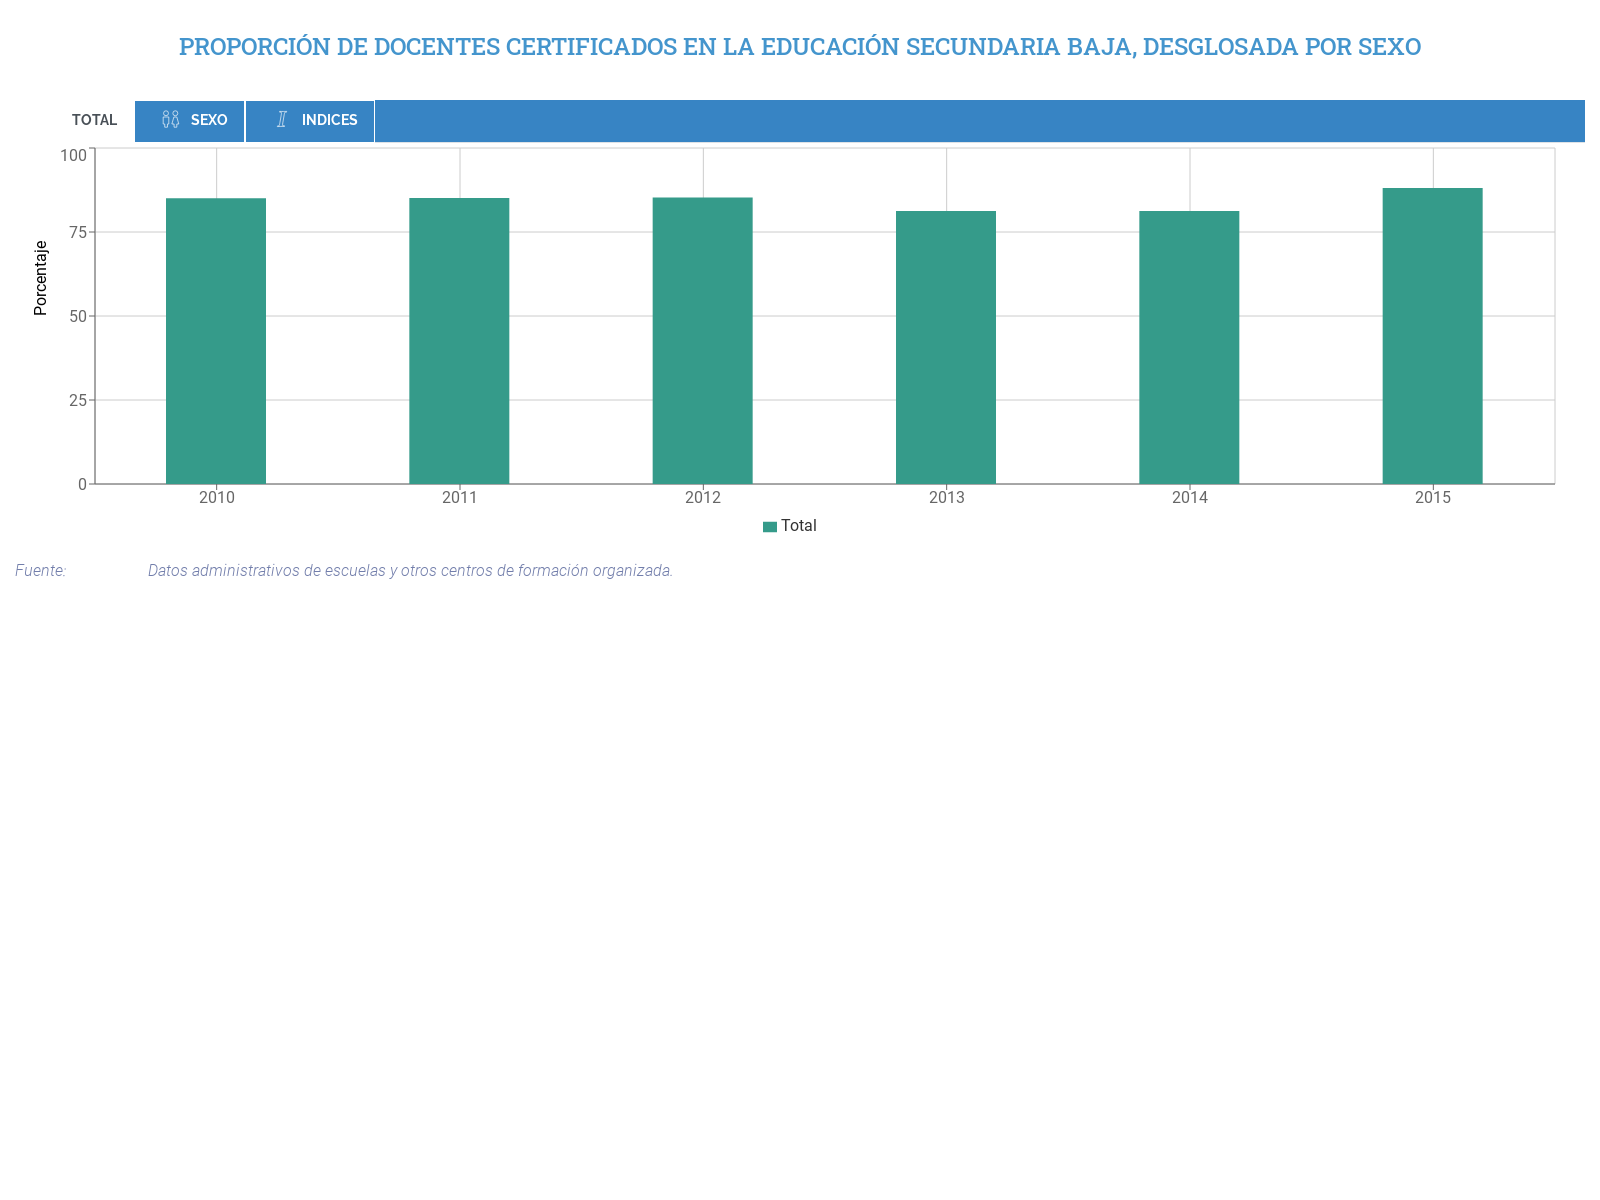 PROPORCIÓN DE DOCENTES CERTIFICADOS EN LA EDUCACIÓN SECUNDARIA BAJA, DESGLOSADA POR SEXO
TOTAL SEXO INDICES
100
75
50
25
0
Porcentaje
2010 2011 2012 2013 2014 2015
Total
Fuente: Datos administrativos de escuelas y otros centros de formación organizada.